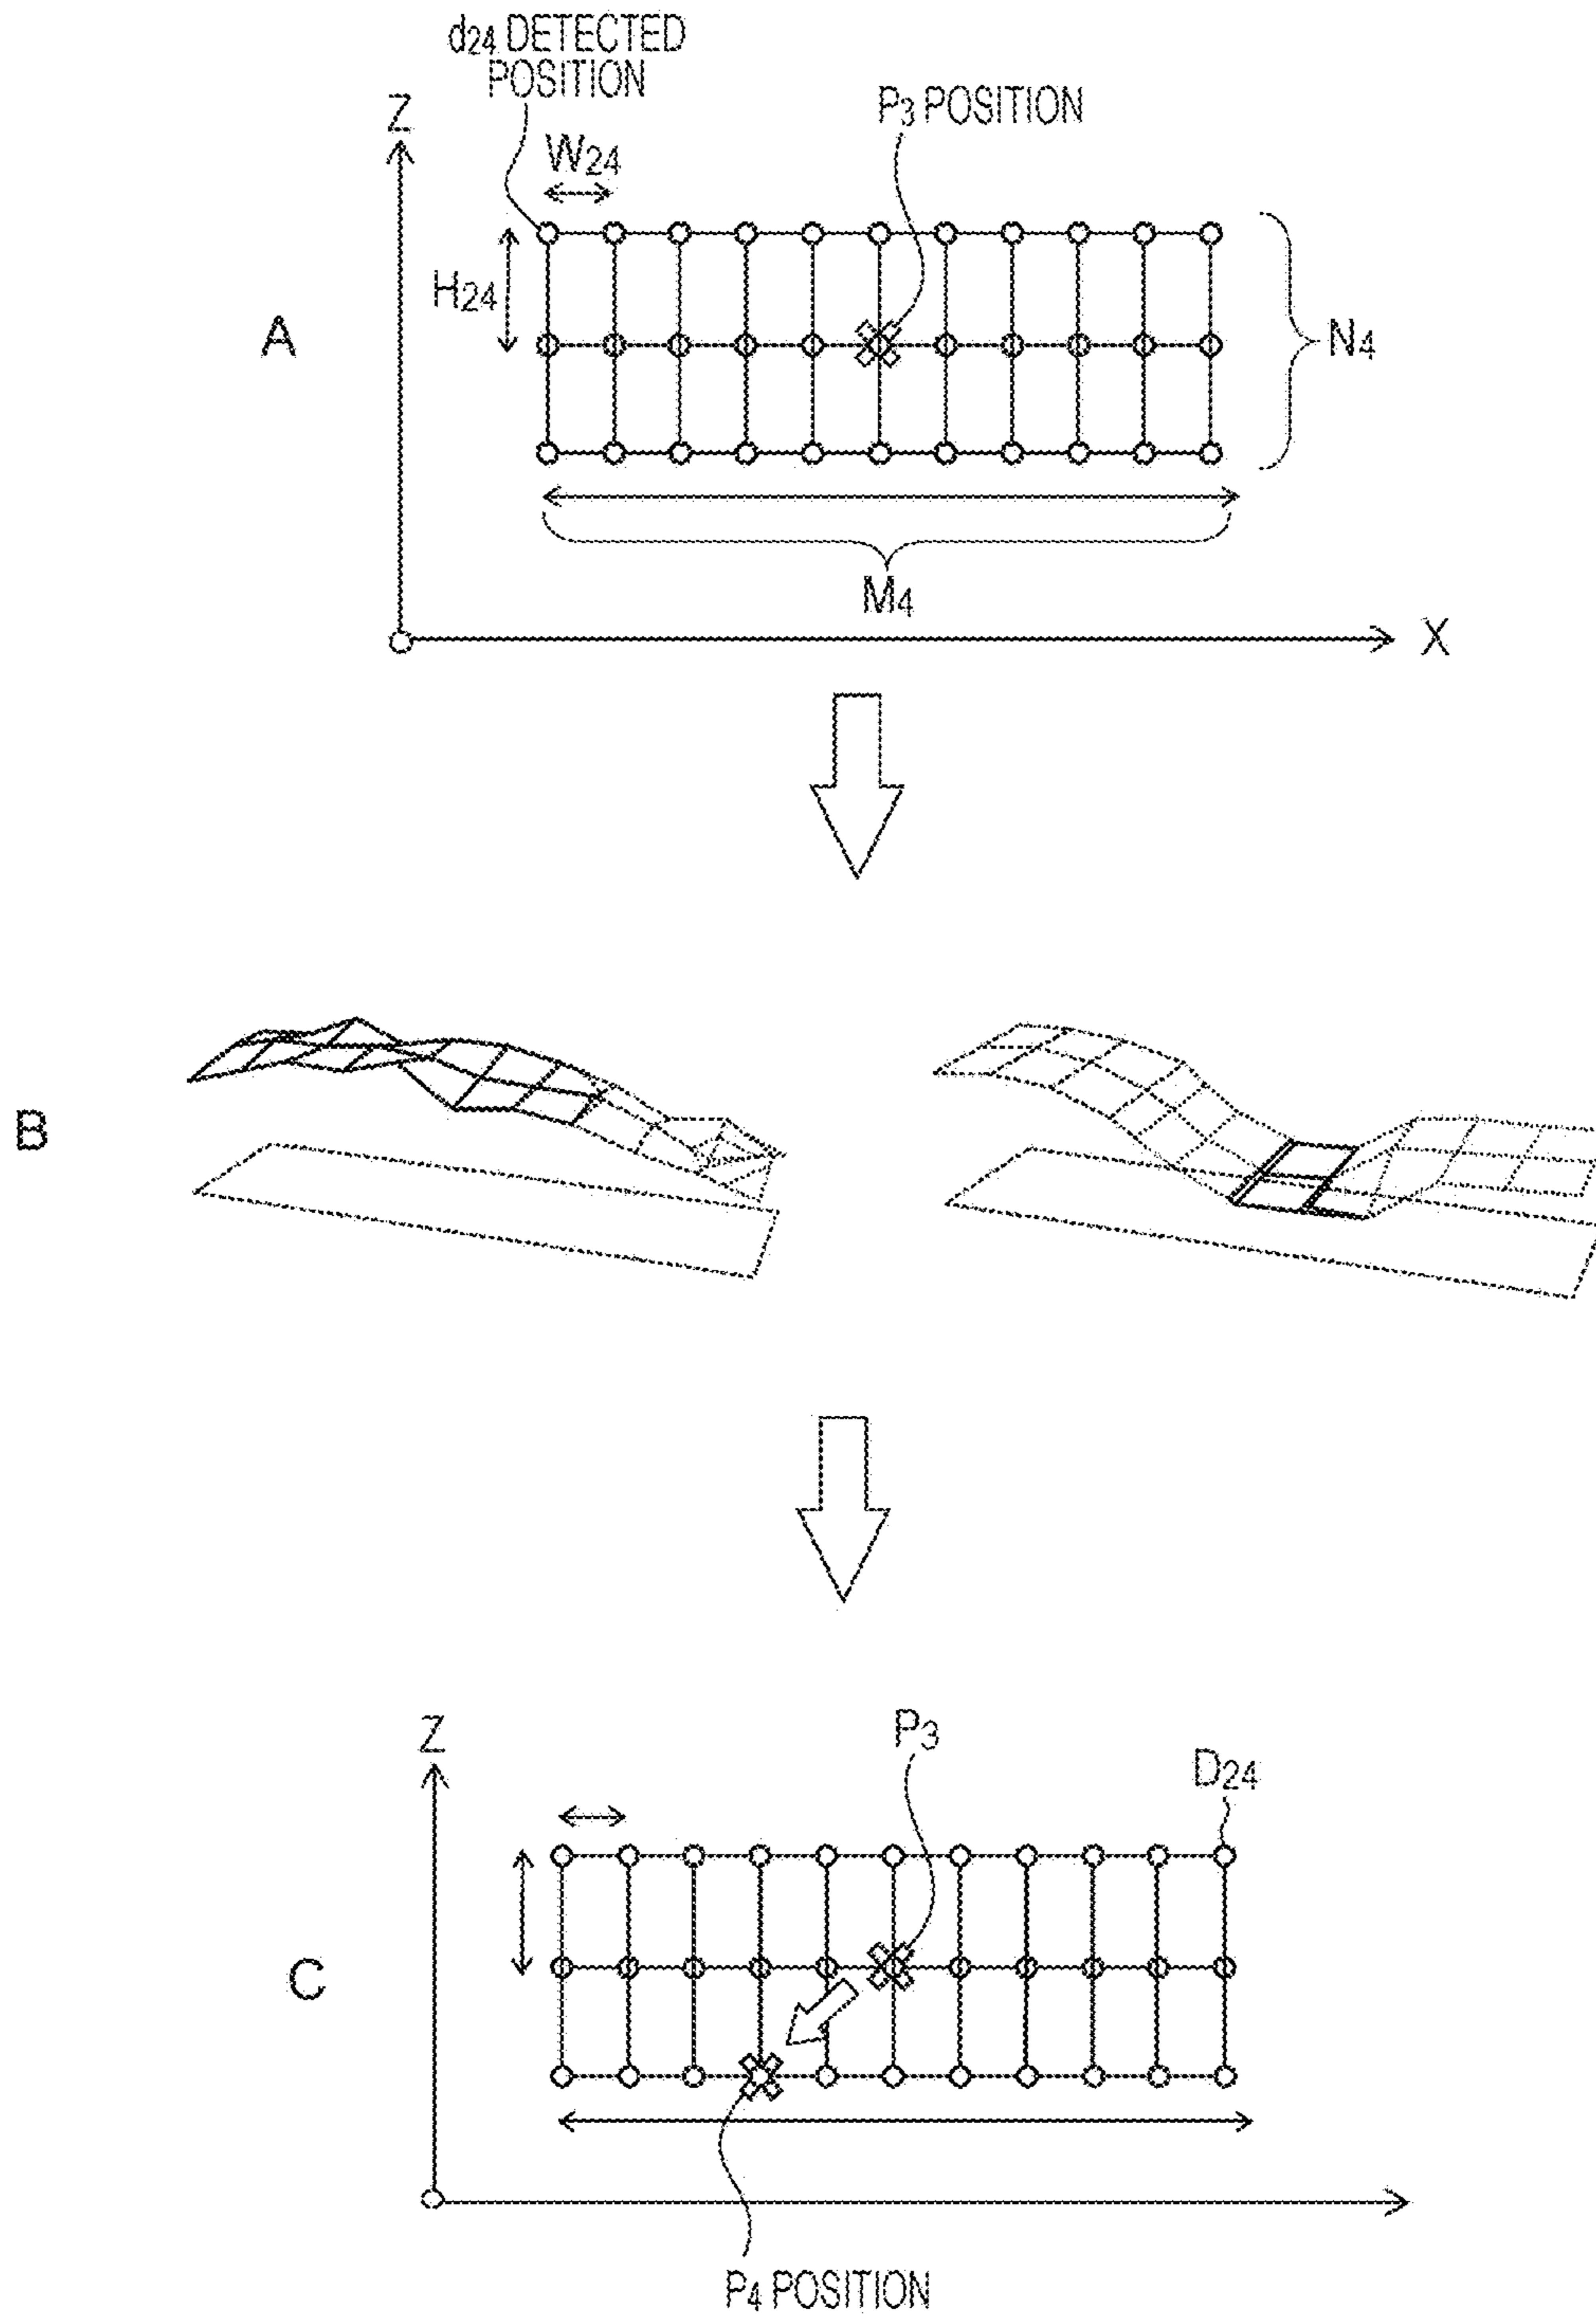 d24 DETECTED
POSITION
P3 POSITION
Z
W24
H24
A
N4
M4
X
B
P3
Z
D24
C
P4 POSITION